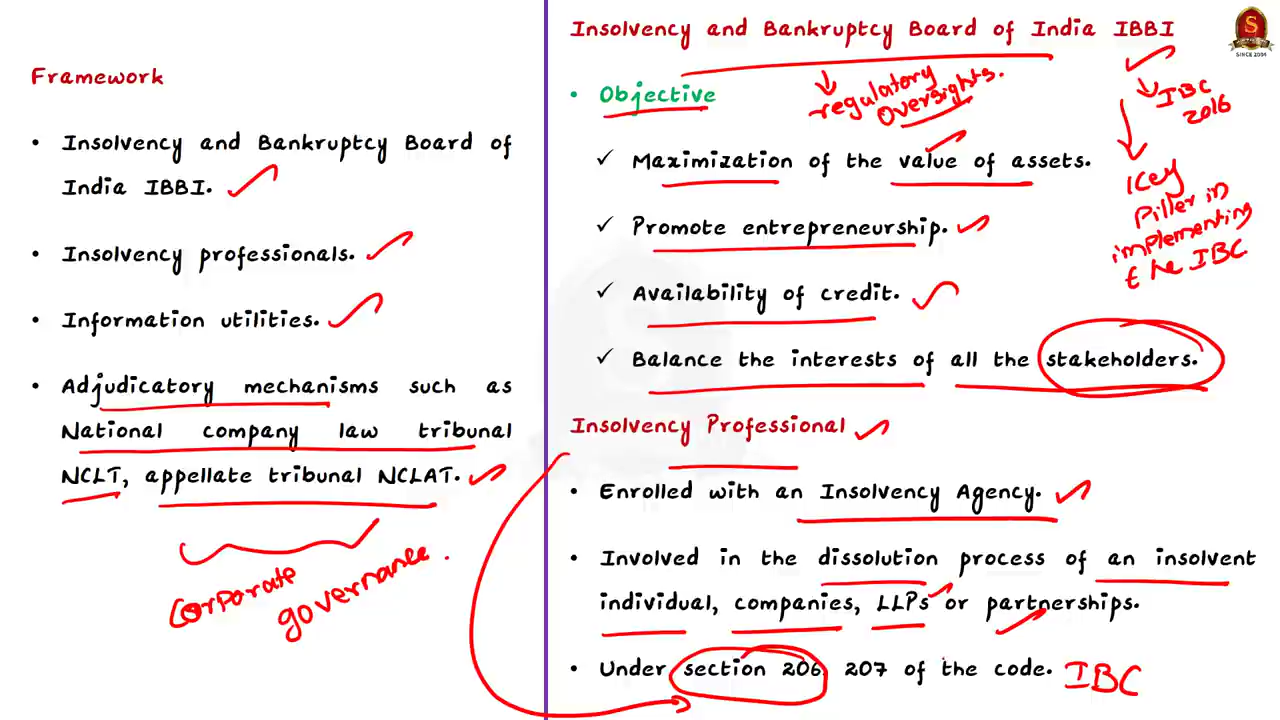 Framework
• Insolvency and Bankruptcy Board of
India IBBI.
• Insolvency professionals.
• Information utilities.
• Adjudicatory mechanisms such as
National company law tribunal
NCLT, appellate tribunal NCLAT.
Corporate
governance.
Insolvency and Bankruptcy Board of India IBBI
• Objective
regulatory
Oversights.
IBC
2016
✓ Maximization of the value of assets.
✓ Promote entrepreneurship.
✓ Availability of credit.
✓ Balance the interests of all the stakeholders.
Key
Piller in
implementing
the IBC
Insolvency Professional
• Enrolled with an Insolvency Agency.
• Involved in the dissolution process of an insolvent
individual, companies, LLPs or partnerships.
• Under section 206 207 of the code. IBC
S
SINCE 2004